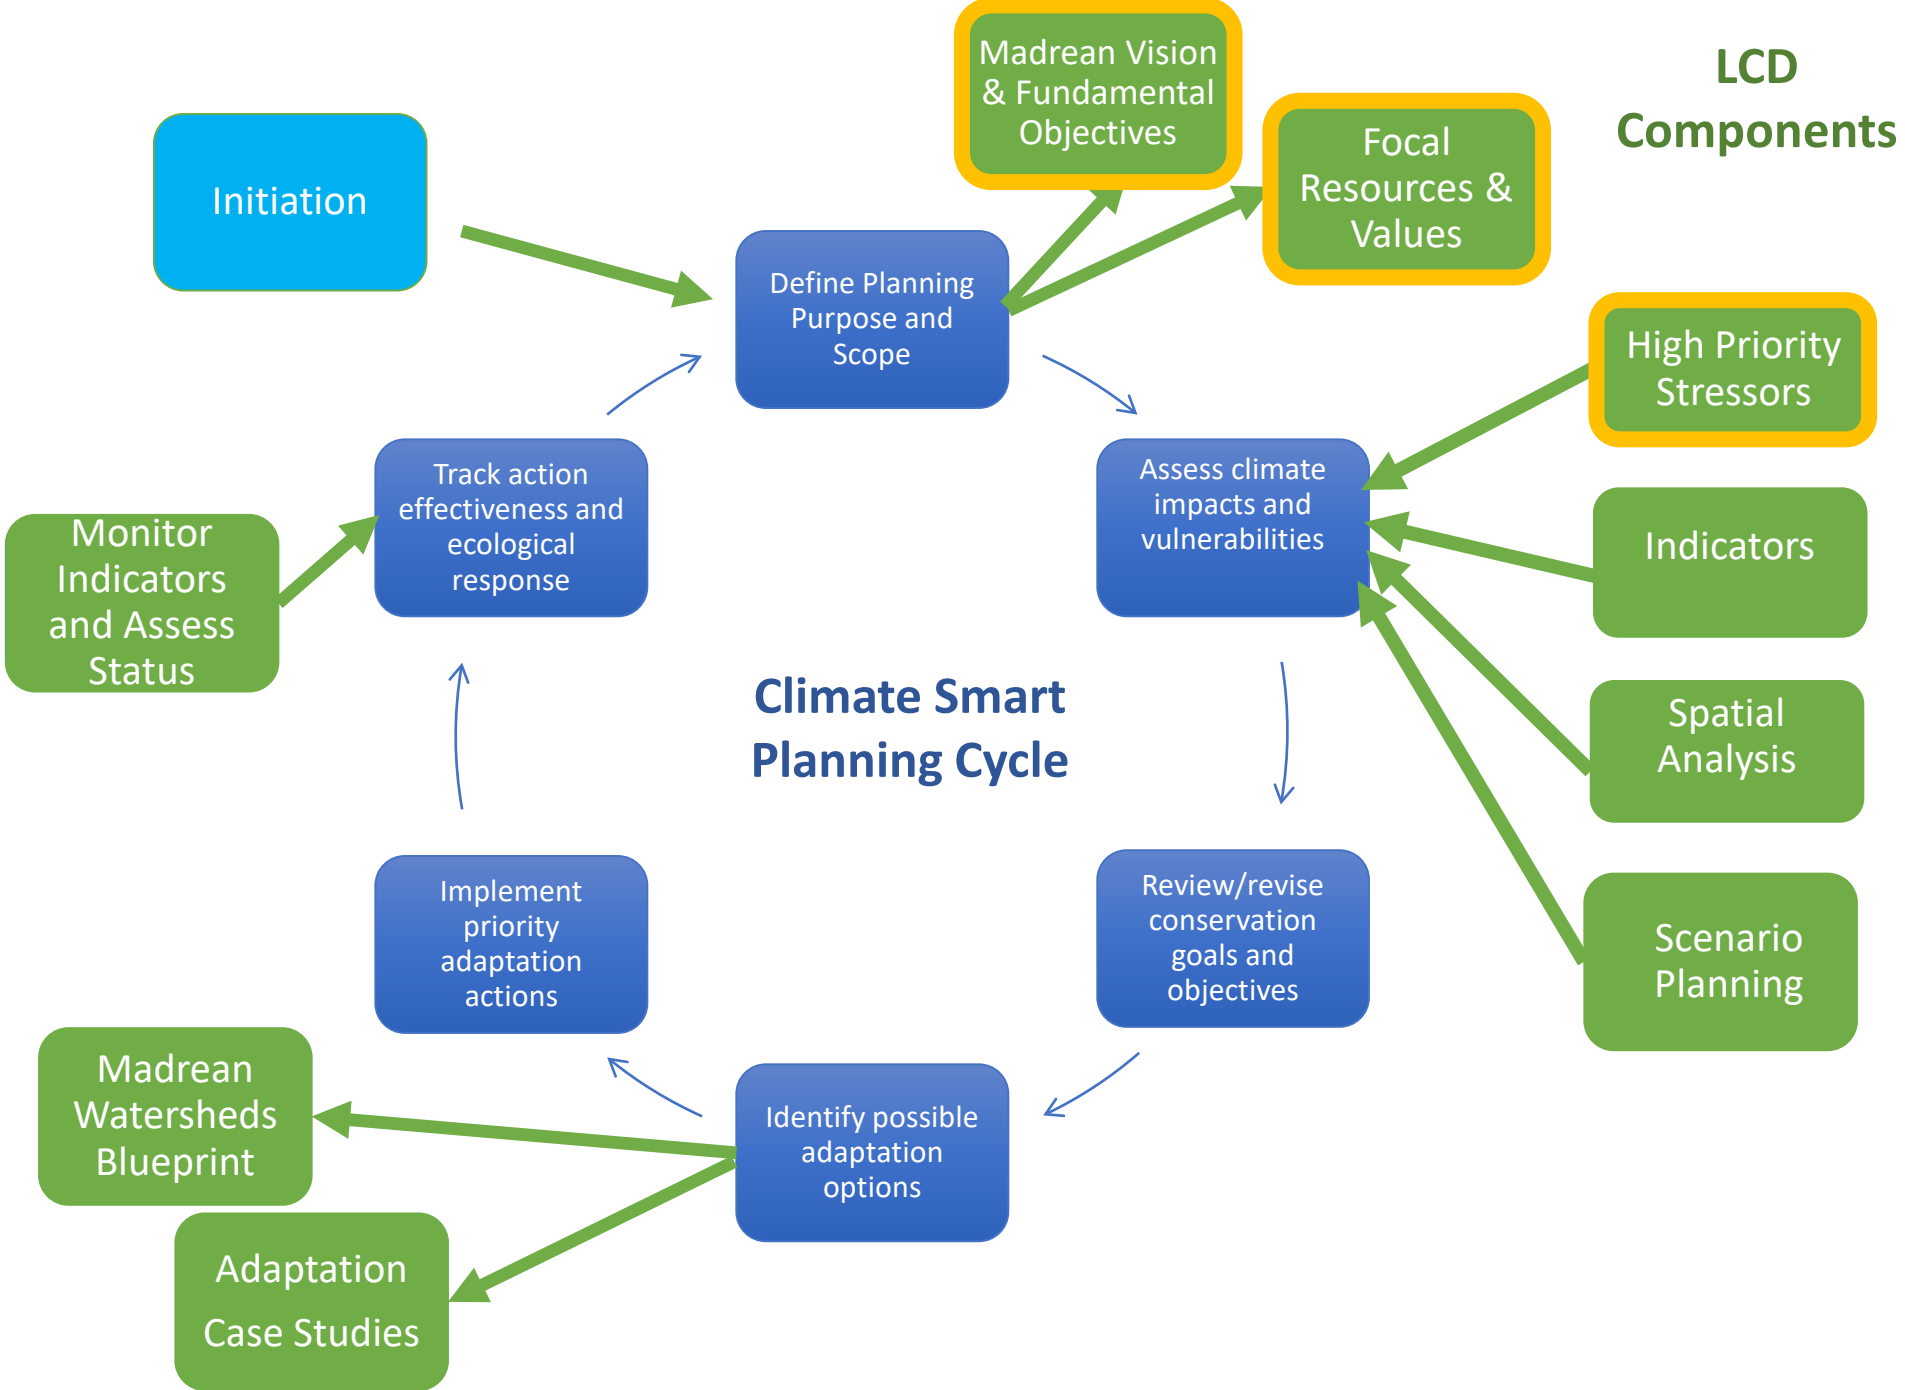 Madrean Vision
& Fundamental
Objectives
LCD
Components
Focal
Resources &
Values
Initiation
Define Planning
Purpose and
Scope
High Priority
Stressors
Track action
effectiveness and
ecological
response
Assess climate
impacts and
vulnerabilities
Monitor
Indicators
and Assess
Status
Indicators
Climate Smart
Planning Cycle
Spatial
Analysis
Implement
priority
adaptation
actions
Review/revise
conservation
goals and
objectives
Scenario
Planning
Madrean
Watersheds
Blueprint
Identify possible
adaptation
options
Adaptation
Case Studies